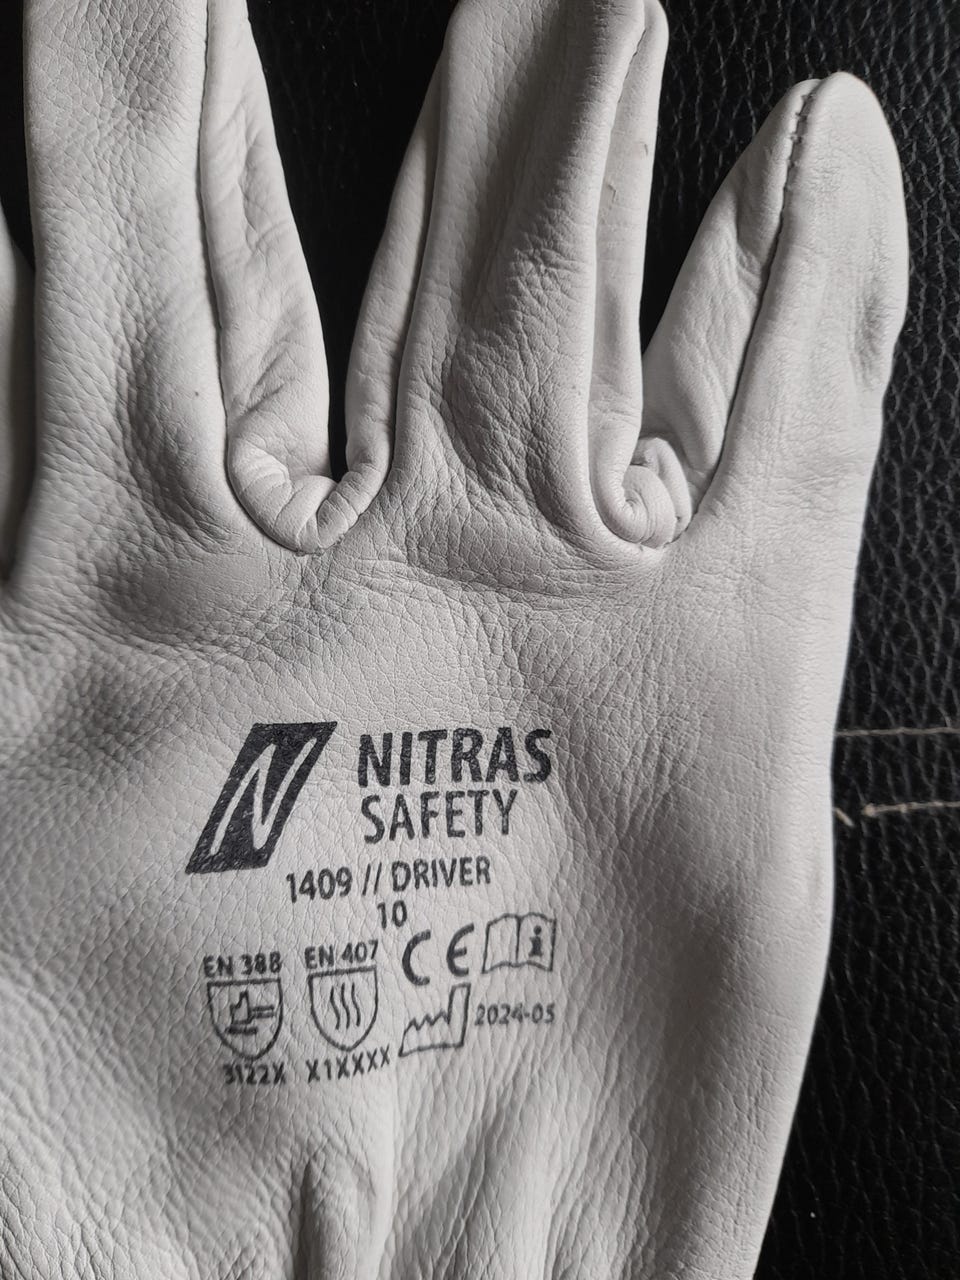 N NITRAS
SAFETY
1409 // DRIVER
10
EN 388 EN 407 CE i
2024-05
3122X X1XXXX